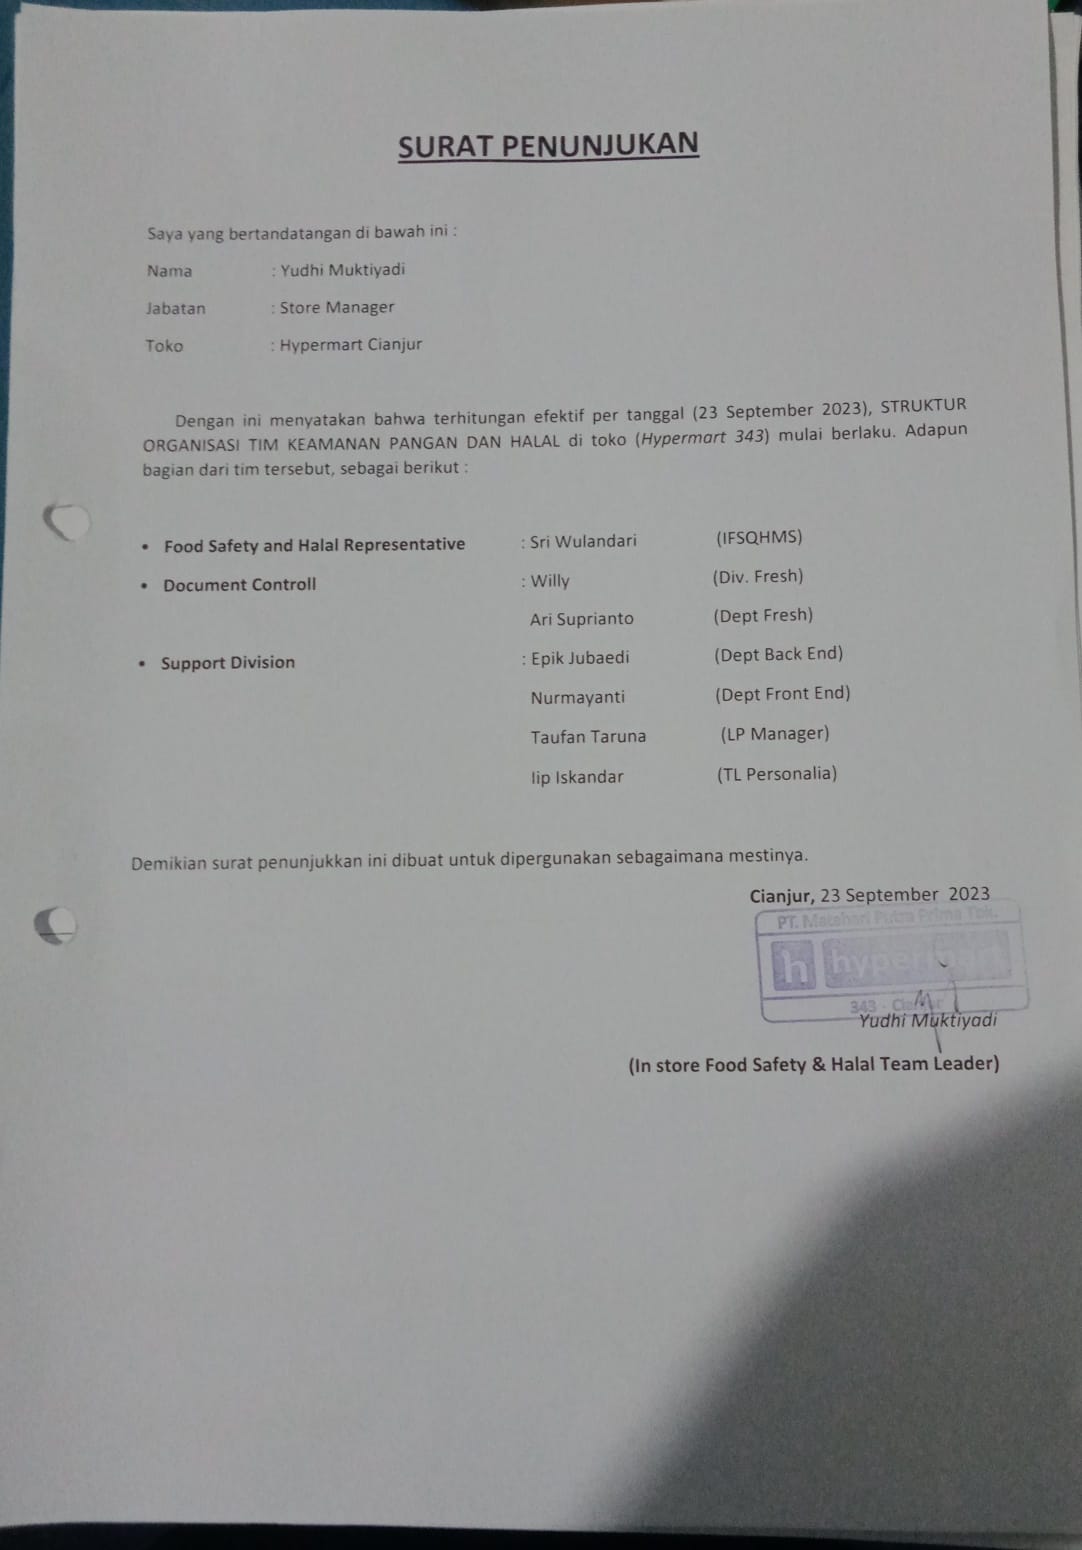 SURAT PENUNJUKAN
Saya yang bertandatangan di bawah ini :
Nama : Yudhi Muktiyadi
Jabatan : Store Manager
Toko : Hypermart Cianjur
Dengan ini menyatakan bahwa terhitungan efektif per tanggal (23 September 2023), STRUKTUR
ORGANISASI TIM KEAMANAN PANGAN DAN HALAL di toko (Hypermart 343) mulai berlaku. Adapun
bagian dari tim tersebut, sebagai berikut :
• Food Safety and Halal Representative : Sri Wulandari (IFSQHMS)
• Document Controll : Willy (Div. Fresh)
Ari Suprianto (Dept Fresh)
• Support Division : Epik Jubaedi (Dept Back End)
Nurmayanti (Dept Front End)
Taufan Taruna (LP Manager)
Iip Iskandar (TL Personalia)
Demikian surat penunjukkan ini dibuat untuk dipergunakan sebagaimana mestinya.
Cianjur, 23 September 2023
PT. Matahari Putra Prima Tbk.
h hypermart
343 - Cianjur
Yudhi Muktiyadi
(In store Food Safety & Halal Team Leader)